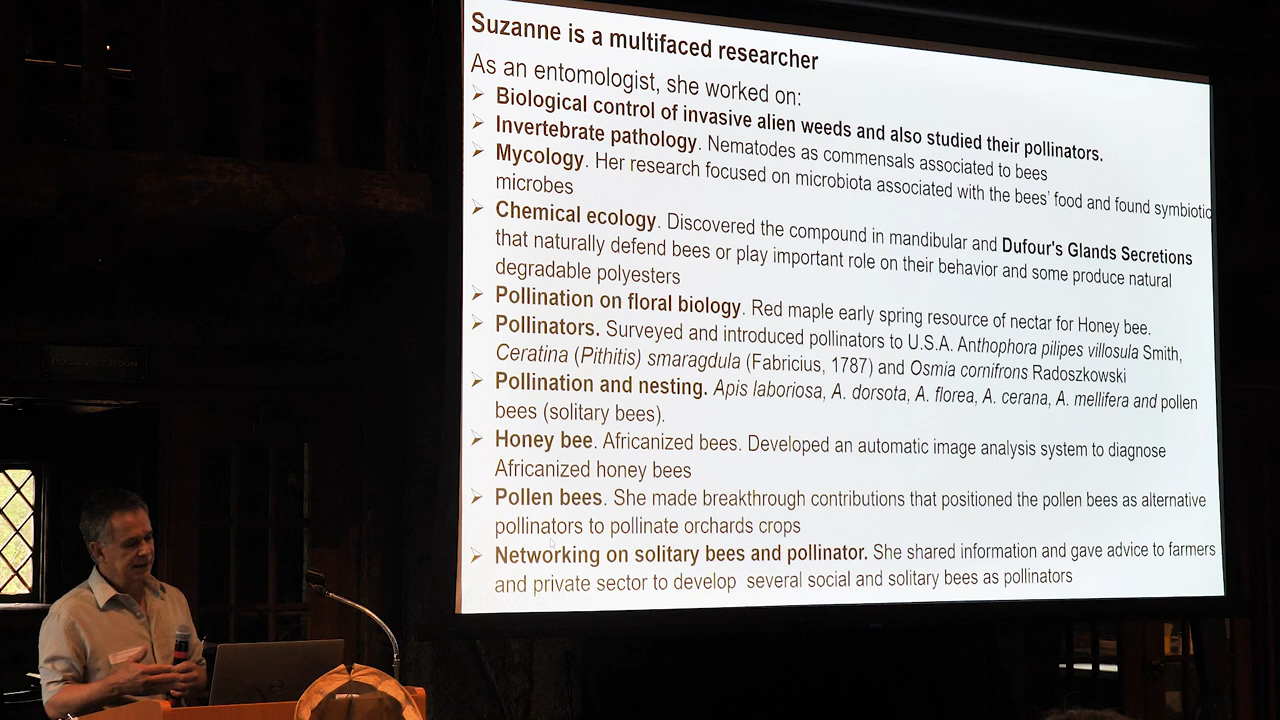 Suzanne is a multifaced researcher
As an entomologist, she worked on:
Biological control of invasive alien weeds and also studied their pollinators.
Invertebrate pathology. Nematodes as commensals associated to bees
Mycology. Her research focused on microbiota associated with the bees' food and found symbiotic
microbes
Chemical ecology. Discovered the compound in mandibular and Dufour's Glands Secretions
that naturally defend bees or play important role on their behavior and some produce natural
degradable polyesters
Pollination on floral biology. Red maple early spring resource of nectar for Honey bee.
Pollinators. Surveyed and introduced pollinators to U.S.A. Anthophora pilipes villosula Smith,
Ceratina (Pithitis) smaragdula (Fabricius, 1787) and Osmia cornifrons Radoszkowski
Pollination and nesting. Apis laboriosa, A. dorsota, A. florea, A. cerana, A. mellifera and pollen
bees (solitary bees).
Honey bee. Africanized bees. Developed an automatic image analysis system to diagnose
Africanized honey bees
Pollen bees. She made breakthrough contributions that positioned the pollen bees as alternative
pollinators to pollinate orchards crops
Networking on solitary bees and pollinator. She shared information and gave advice to farmers
and private sector to develop several social and solitary bees as pollinators
ROOSEVELT ROOM